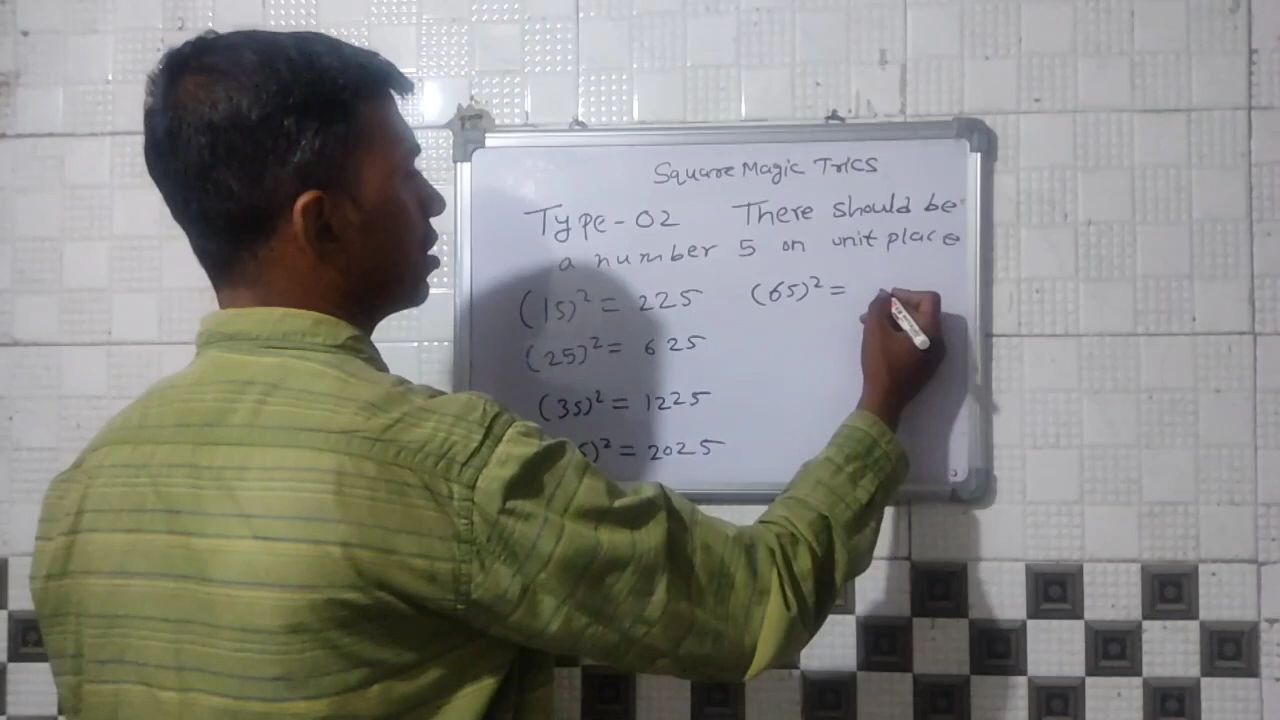 Square Magic Trics
Type-02 There should be
a number 5 on unit place
(15)² = 225 (65)² =
(25)² = 625
(35)² = 1225
5)² = 2025